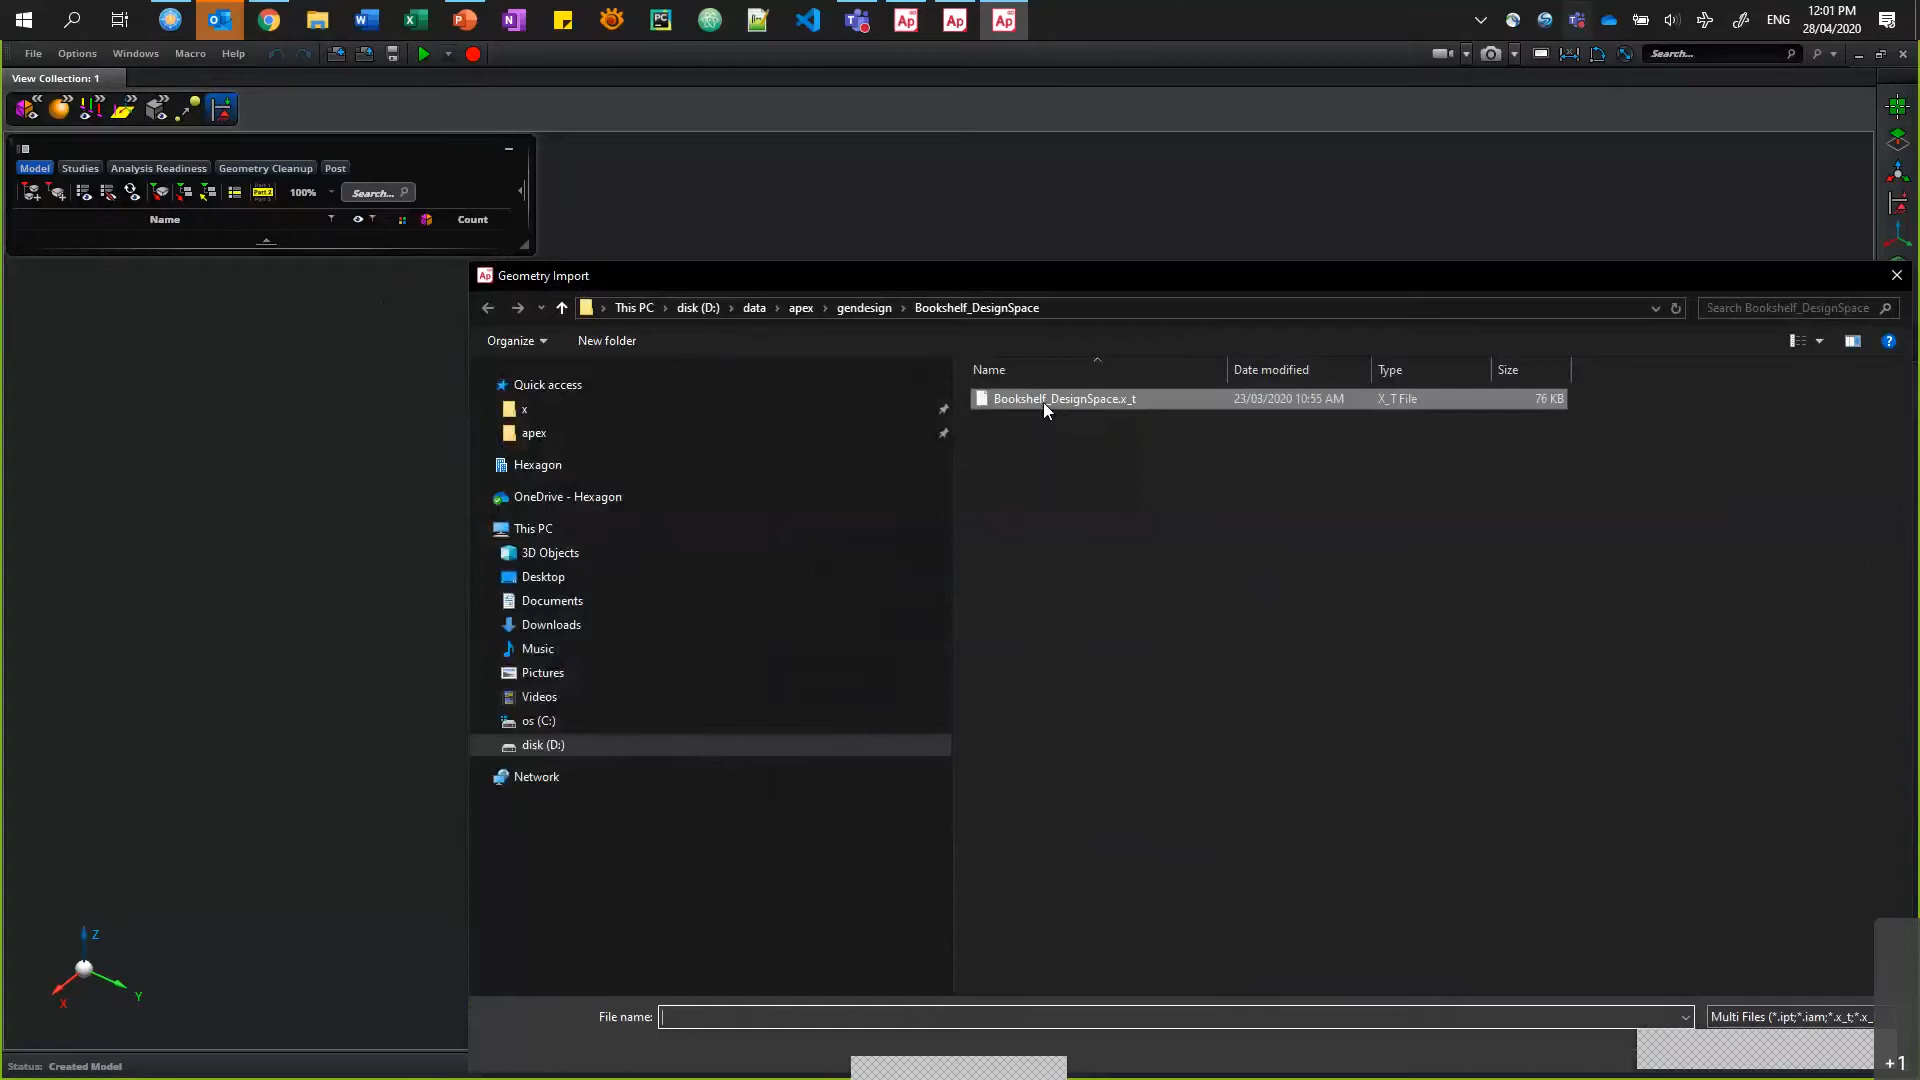 ENG
12:01 PM
28/04/2020
File Options Windows Macro Help
Search...
View Collection: 1
Model Studies Analysis Readiness Geometry Cleanup Post
100% Search...
Name Count
Geometry Import
This PC › disk (D:) › data › apex › gendesign › Bookshelf_DesignSpace
Search Bookshelf_DesignSpace
Organize New folder
Name Date modified Type Size
Bookshelf_DesignSpace.x_t 23/03/2020 10:55 AM X_T File 76 KB
Quick access
x
apex
Hexagon
OneDrive - Hexagon
This PC
3D Objects
Desktop
Documents
Downloads
Music
Pictures
Videos
os (C:)
disk (D:)
Network
Z
Y
X
File name: Multi Files (*.ipt;*.iam;*.x_t;*.x_
Status: Created Model
+1